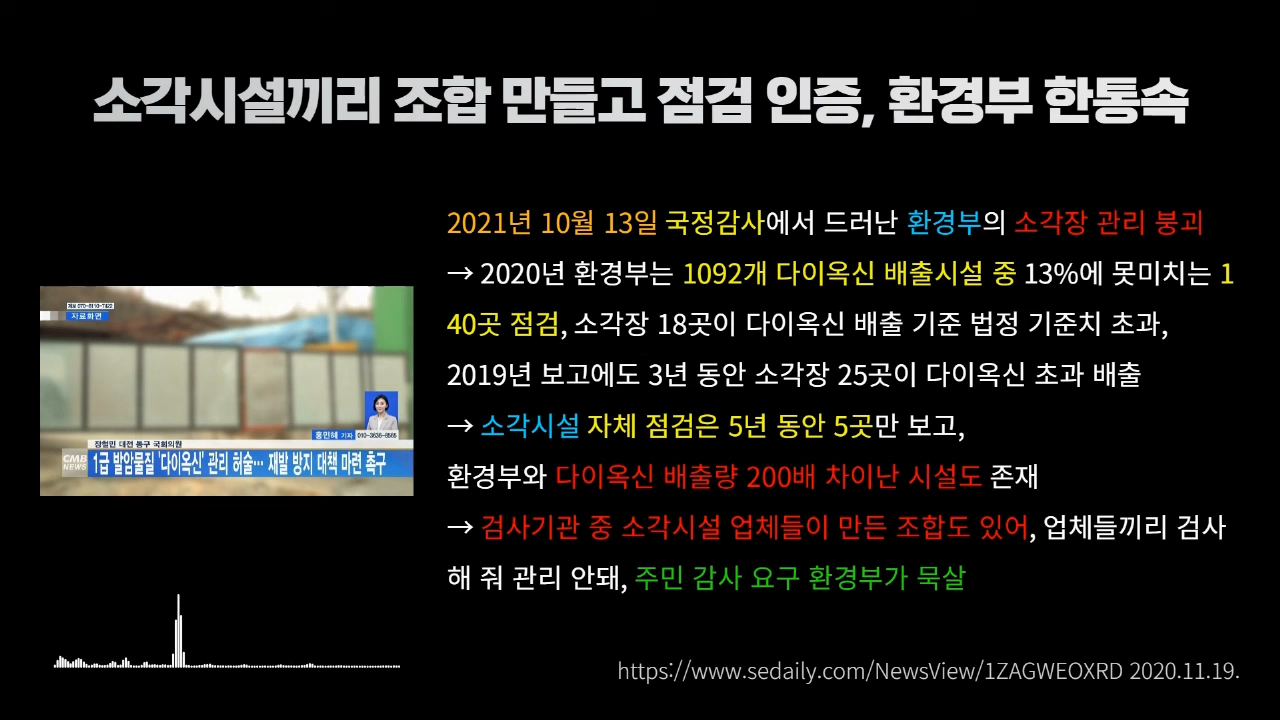 소각시설끼리 조합 만들고 점검 인증, 환경부 한통속
2021년 10월 13일 국정감사에서 드러난 환경부의 소각장 관리 붕괴
→ 2020년 환경부는 1092개 다이옥신 배출시설 중 13%에 못미치는 1
40곳 점검, 소각장 18곳이 다이옥신 배출 기준 법정 기준치 초과,
2019년 보고에도 3년 동안 소각장 25곳이 다이옥신 초과 배출
→ 소각시설 자체 점검은 5년 동안 5곳만 보고,
환경부와 다이옥신 배출량 200배 차이난 시설도 존재
→ 검사기관 중 소각시설 업체들이 만든 조합도 있어, 업체들끼리 검사
해 줘 관리 안돼, 주민 감사 요구 환경부가 묵살
자료화면
홍민혜 기자 010-3636-8565
장철민 대전 동구 국회의원
CMB NEWS
1급 발암물질 '다이옥신' 관리 허술… 재발 방지 대책 마련 촉구
https://www.sedaily.com/NewsView/1ZAGWEOXRD 2020.11.19.